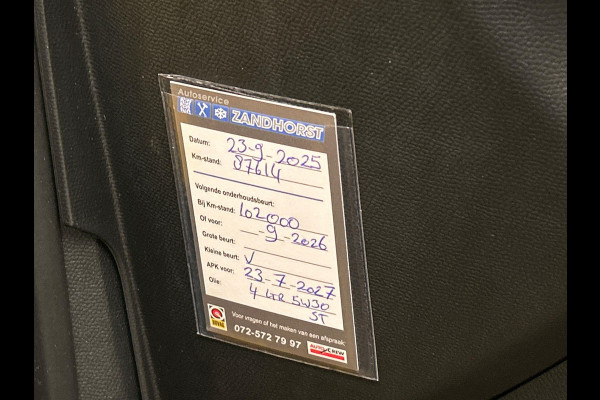 Autoservice
ZANDHORST
Datum: 23-9-2025
Km-stand: 87614
Volgende onderhoudsbeurt:
Bij Km-stand: 102000
Of voor: -9-2026
Grote beurt:
Kleine beurt: √
APK voor: 23-7-2027
Olie: 4 LTR 5W30
ST
Voor vragen of het maken van een afspraak:
BOVAG
072-572 79 97
AUTOCREW